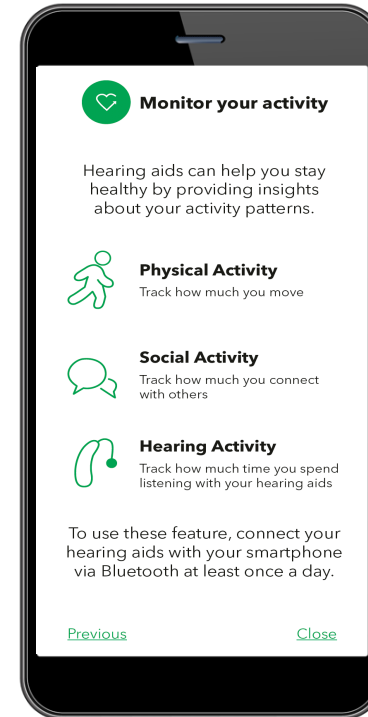 Monitor your activity
Hearing aids can help you stay
healthy by providing insights
about your activity patterns.
Physical Activity
Track how much you move
Social Activity
Track how much you connect
with others
Hearing Activity
Track how much time you spend
listening with your hearing aids
To use these feature, connect your
hearing aids with your smartphone
via Bluetooth at least once a day.
Previous
Close